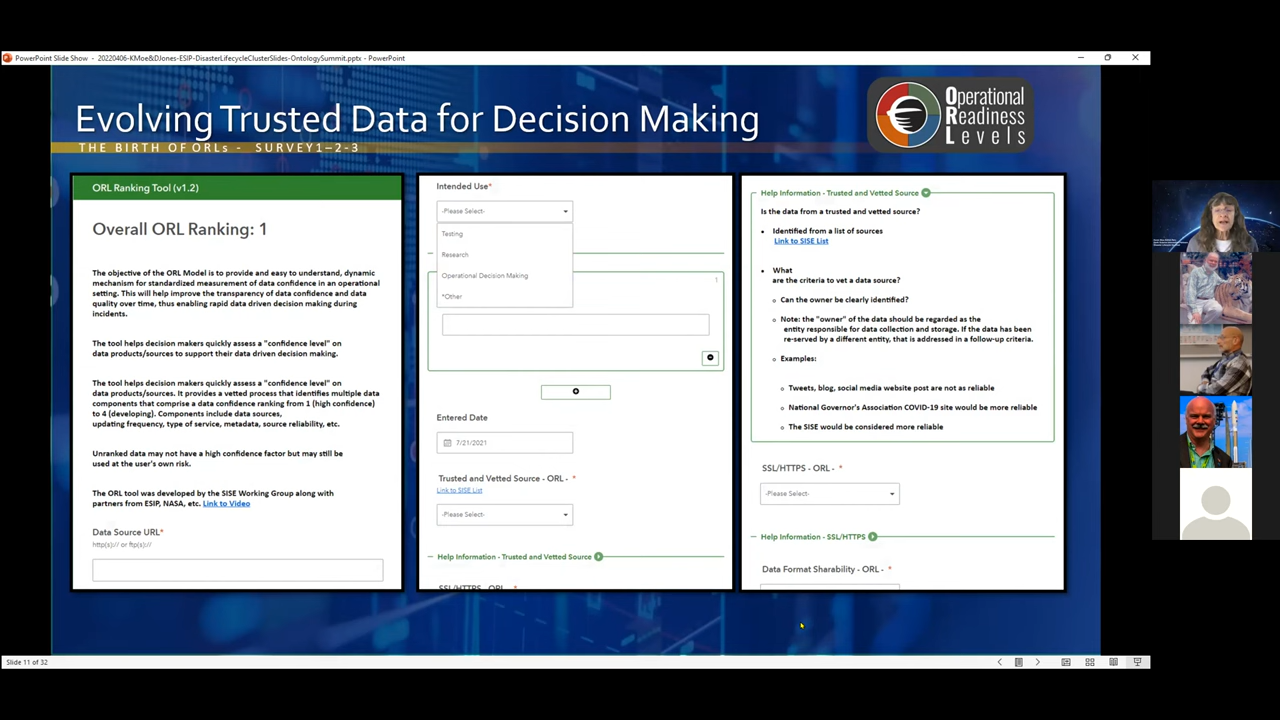 PowerPoint Slide Show - 20220406-KMoe&DJones-ESIP-DisasterLifecycleClusterSlides-OntologySummit.pptx - PowerPoint
Evolving Trusted Data for Decision Making
THE BIRTH OF ORLs - SURVEY1-2-3
Operational
Readiness
Levels
ORL Ranking Tool (v1.2)
Overall ORL Ranking: 1
The objective of the ORL Model is to provide and easy to understand, dynamic
mechanism for standardized measurement of data confidence in an operational
setting. This will help improve the transparency of data confidence and data
quality over time, thus enabling rapid data driven decision making during
incidents.
The tool helps decision makers quickly assess a "confidence level" on
data products/sources to support their data driven decision making.
The tool helps decision makers quickly assess a "confidence level" on
data products/sources. It provides a vetted process that identifies multiple data
components that comprise a data confidence ranking from 1 (high confidence)
to 4 (developing). Components include data sources,
updating frequency, type of service, metadata, source reliability, etc.
Unranked data may not have a high confidence factor but may still be
used at the user's own risk.
The ORL tool was developed by the SISE Working Group along with
partners from ESIP, NASA, etc. Link to Video
Data Source URL*
http(s):// or ftp(s)://
Intended Use*
-Please Select-
Testing
Research
Operational Decision Making
*Other
1
Entered Date
7/21/2021
Trusted and Vetted Source - ORL - *
Link to SISE List
-Please Select-
Help Information - Trusted and Vetted Source
SSL/HTTPS - ORL - *
Help Information - Trusted and Vetted Source
Is the data from a trusted and vetted source?
• Identified from a list of sources
Link to SISE List
• What
are the criteria to vet a data source?
o Can the owner be clearly identified?
o Note: the "owner" of the data should be regarded as the
entity responsible for data collection and storage. If the data has been
re-served by a different entity, that is addressed in a follow-up criteria.
o Examples:
o Tweets, blog, social media website post are not as reliable
o National Governor's Association COVID-19 site would be more reliable
o The SISE would be considered more reliable
SSL/HTTPS - ORL - *
-Please Select-
Help Information - SSL/HTTPS
Data Format Sharability - ORL - *
Slide 11 of 32